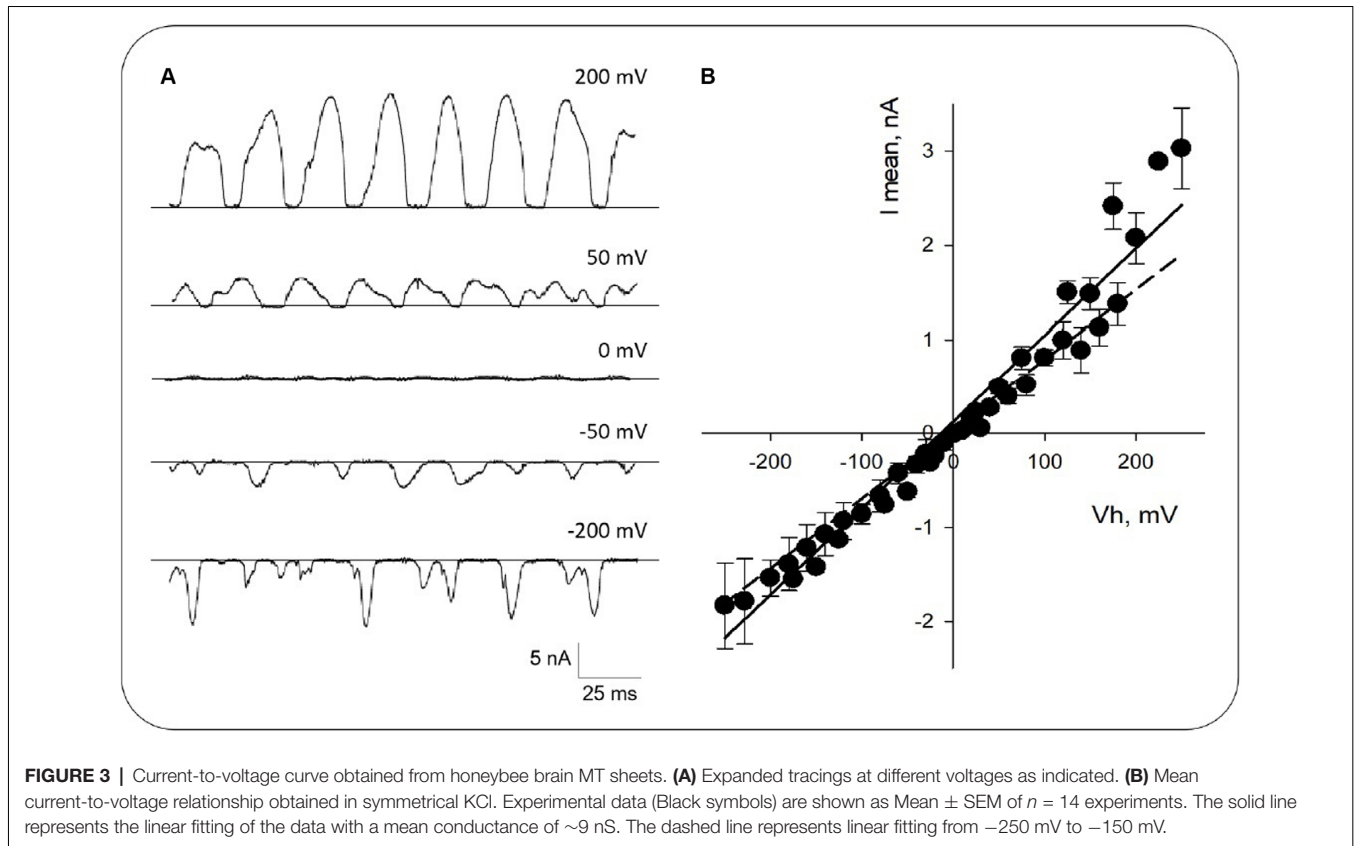 A
200 mV
50 mV
0 mV
-50 mV
-200 mV
5 nA
25 ms
B
I mean, nA
3
2
1
0
-200 -100 0 100 200
Vh, mV
-1
-2
FIGURE 3 | Current-to-voltage curve obtained from honeybee brain MT sheets. (A) Expanded tracings at different voltages as indicated. (B) Mean
current-to-voltage relationship obtained in symmetrical KCl. Experimental data (Black symbols) are shown as Mean ± SEM of n = 14 experiments. The solid line
represents the linear fitting of the data with a mean conductance of ∼9 nS. The dashed line represents linear fitting from −250 mV to −150 mV.